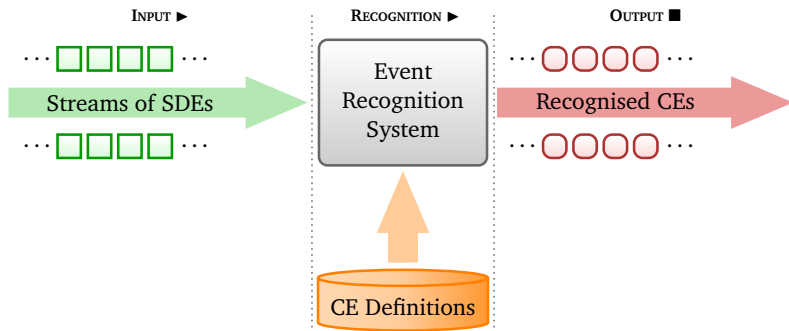 INPUT ▶
RECOGNITION ▶
OUTPUT ■
··· ···
Streams of SDEs
··· ···
Event
Recognition
System
··· ···
Recognised CEs
··· ···
CE Definitions